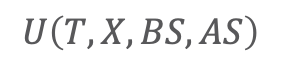 U(T, X, BS, AS)